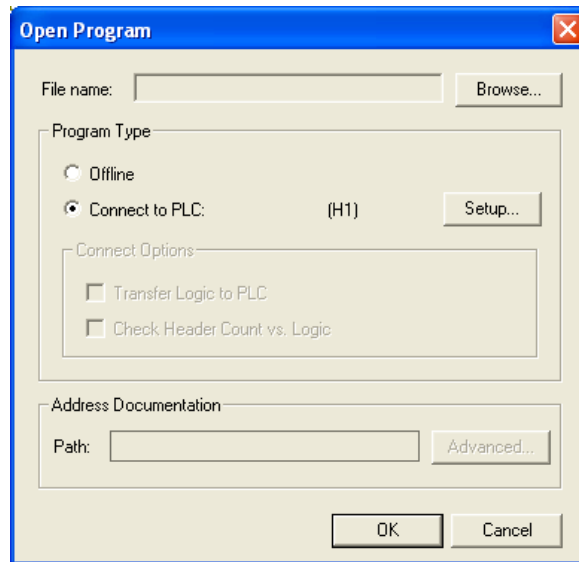 Open Program
File name: Browse...
Program Type
Offline
Connect to PLC: (H1) Setup...
Connect Options
Transfer Logic to PLC
Check Header Count vs. Logic
Address Documentation
Path: Advanced...
OK Cancel